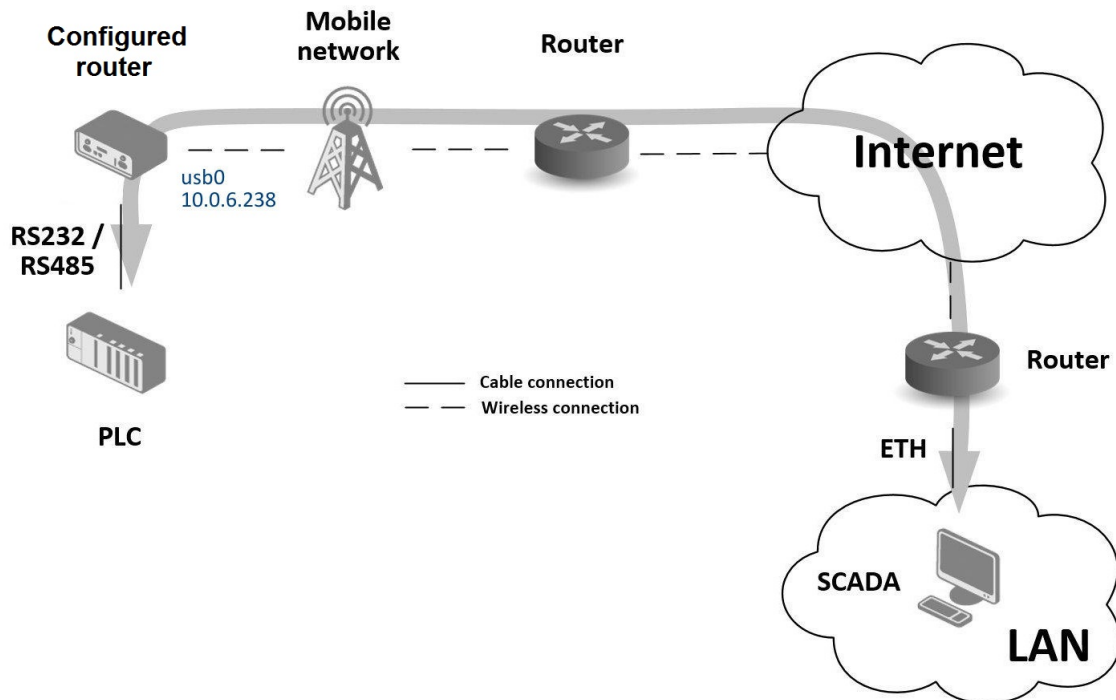 Configured
router
Mobile
network
Router
Internet
usb0
10.0.6.238
RS232 /
RS485
PLC
Cable connection
Wireless connection
Router
ETH
SCADA
LAN